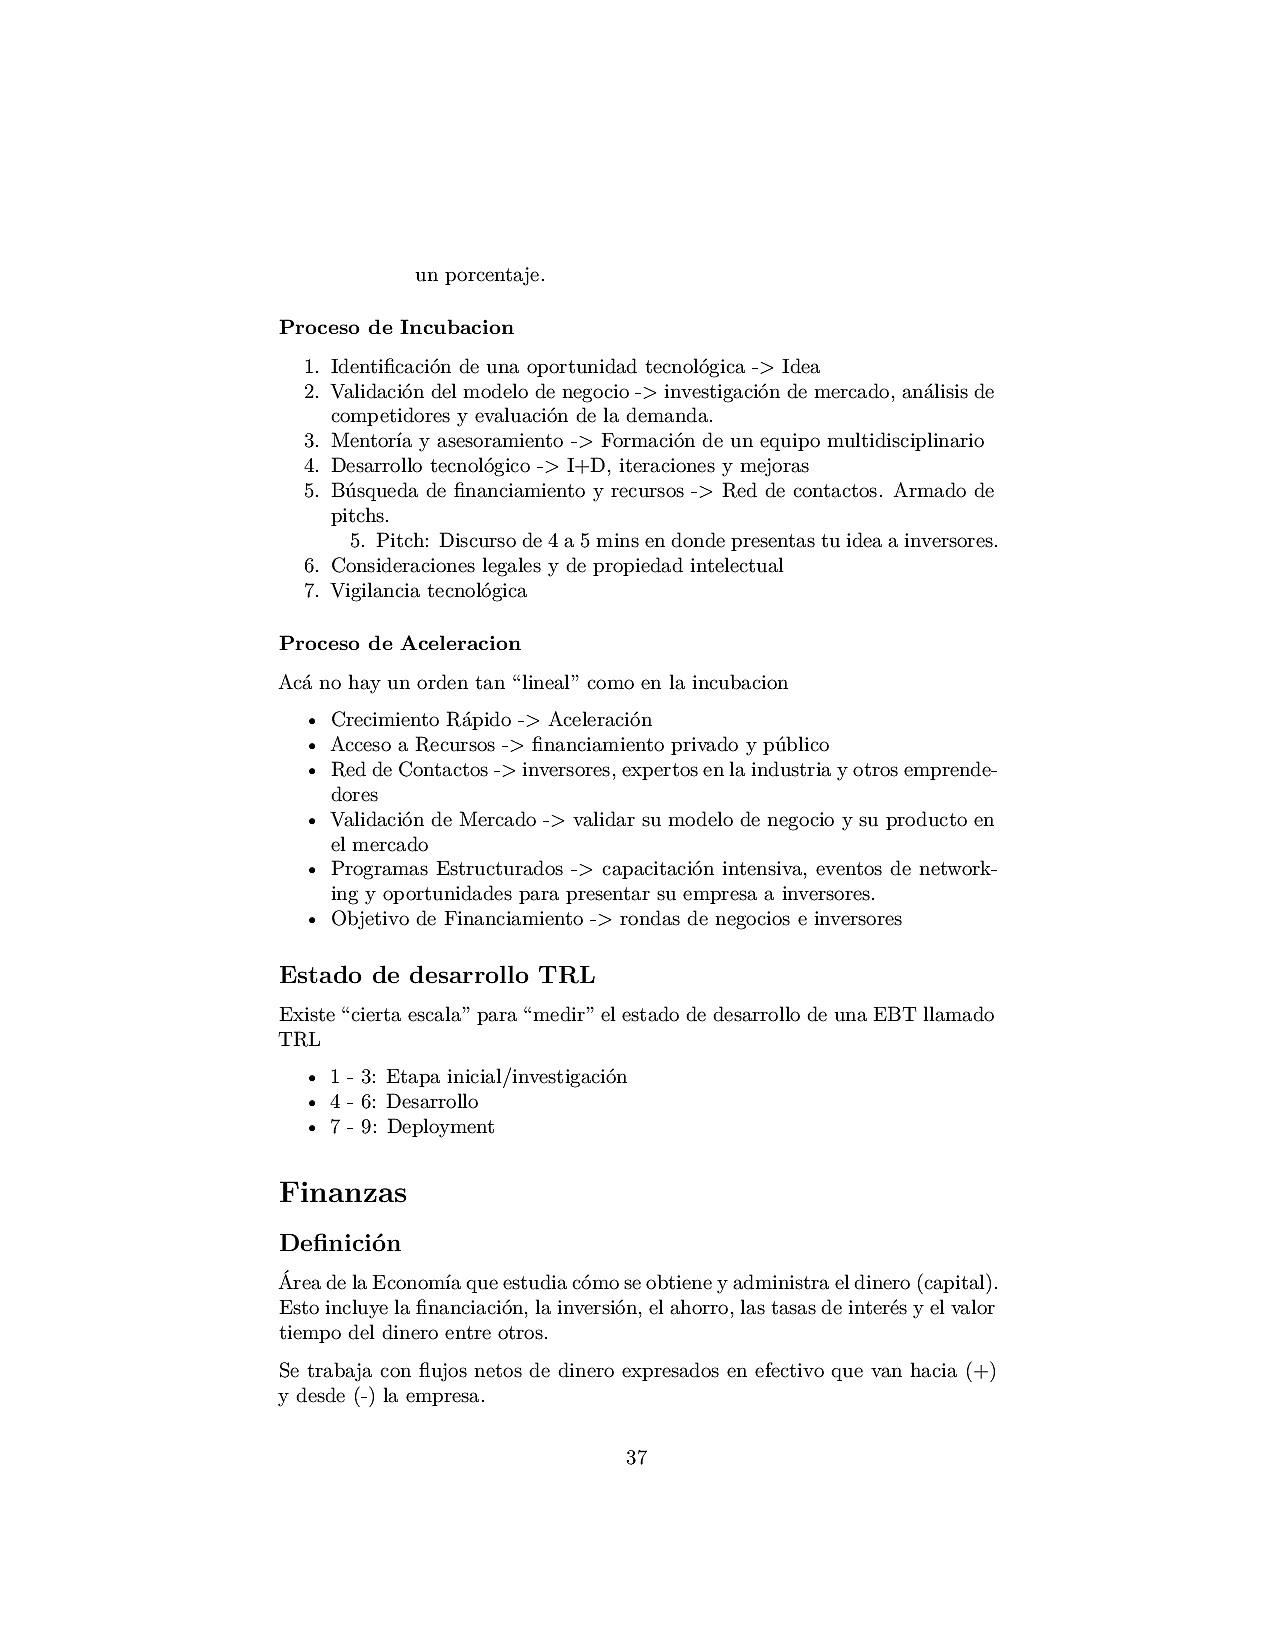 un porcentaje.
Proceso de Incubacion
1. Identificación de una oportunidad tecnológica -> Idea
2. Validación del modelo de negocio -> investigación de mercado, análisis de
competidores y evaluación de la demanda.
3. Mentoría y asesoramiento -> Formación de un equipo multidisciplinario
4. Desarrollo tecnológico -> I+D, iteraciones y mejoras
5. Búsqueda de financiamiento y recursos -> Red de contactos. Armado de
pitchs.
5. Pitch: Discurso de 4 a 5 mins en donde presentas tu idea a inversores.
6. Consideraciones legales y de propiedad intelectual
7. Vigilancia tecnológica
Proceso de Aceleracion
Acá no hay un orden tan “lineal” como en la incubacion
• Crecimiento Rápido -> Aceleración
• Acceso a Recursos -> financiamiento privado y público
• Red de Contactos -> inversores, expertos en la industria y otros emprende-
dores
• Validación de Mercado -> validar su modelo de negocio y su producto en
el mercado
• Programas Estructurados -> capacitación intensiva, eventos de network-
ing y oportunidades para presentar su empresa a inversores.
• Objetivo de Financiamiento -> rondas de negocios e inversores
Estado de desarrollo TRL
Existe “cierta escala” para “medir” el estado de desarrollo de una EBT llamado
TRL
• 1 - 3: Etapa inicial/investigación
• 4 - 6: Desarrollo
• 7 - 9: Deployment
Finanzas
Definición
Área de la Economía que estudia cómo se obtiene y administra el dinero (capital).
Esto incluye la financiación, la inversión, el ahorro, las tasas de interés y el valor
tiempo del dinero entre otros.
Se trabaja con flujos netos de dinero expresados en efectivo que van hacia (+)
y desde (-) la empresa.
37